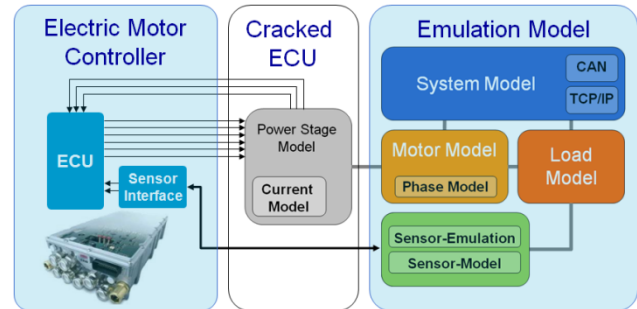 Electric Motor
Controller
Cracked
ECU
Emulation Model
System Model
CAN
TCP/IP
ECU
Sensor
Interface
Power Stage
Model
Current
Model
Motor Model
Phase Model
Load
Model
Sensor-Emulation
Sensor-Model